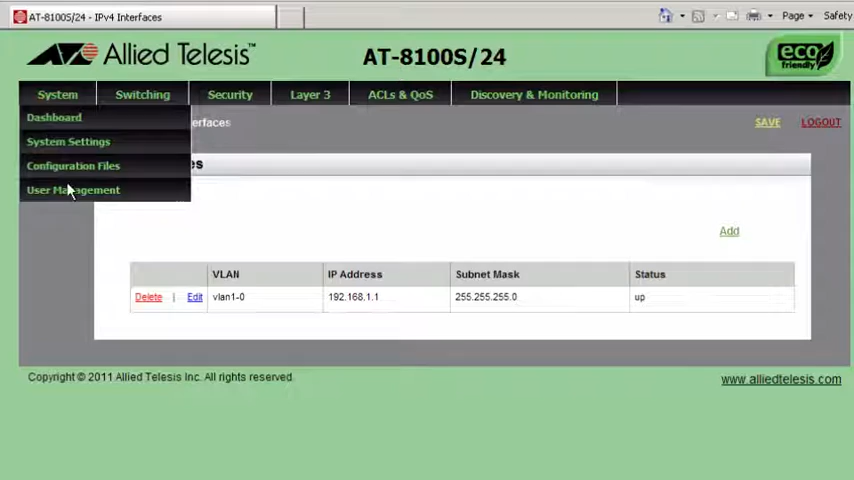 AT-8100S/24 - IPv4 Interfaces
Page
Safety
Allied Telesis™
AT-8100S/24
eco
friendly
System
Switching
Security
Layer 3
ACLs & QoS
Discovery & Monitoring
Dashboard
System Settings
Configuration Files
User Management
erfaces
SAVE
LOGOUT
es
Add
VLAN
IP Address
Subnet Mask
Status
Delete | Edit
vlan1-0
192.168.1.1
255.255.255.0
up
Copyright © 2011 Allied Telesis Inc. All rights reserved.
www.alliedtelesis.com